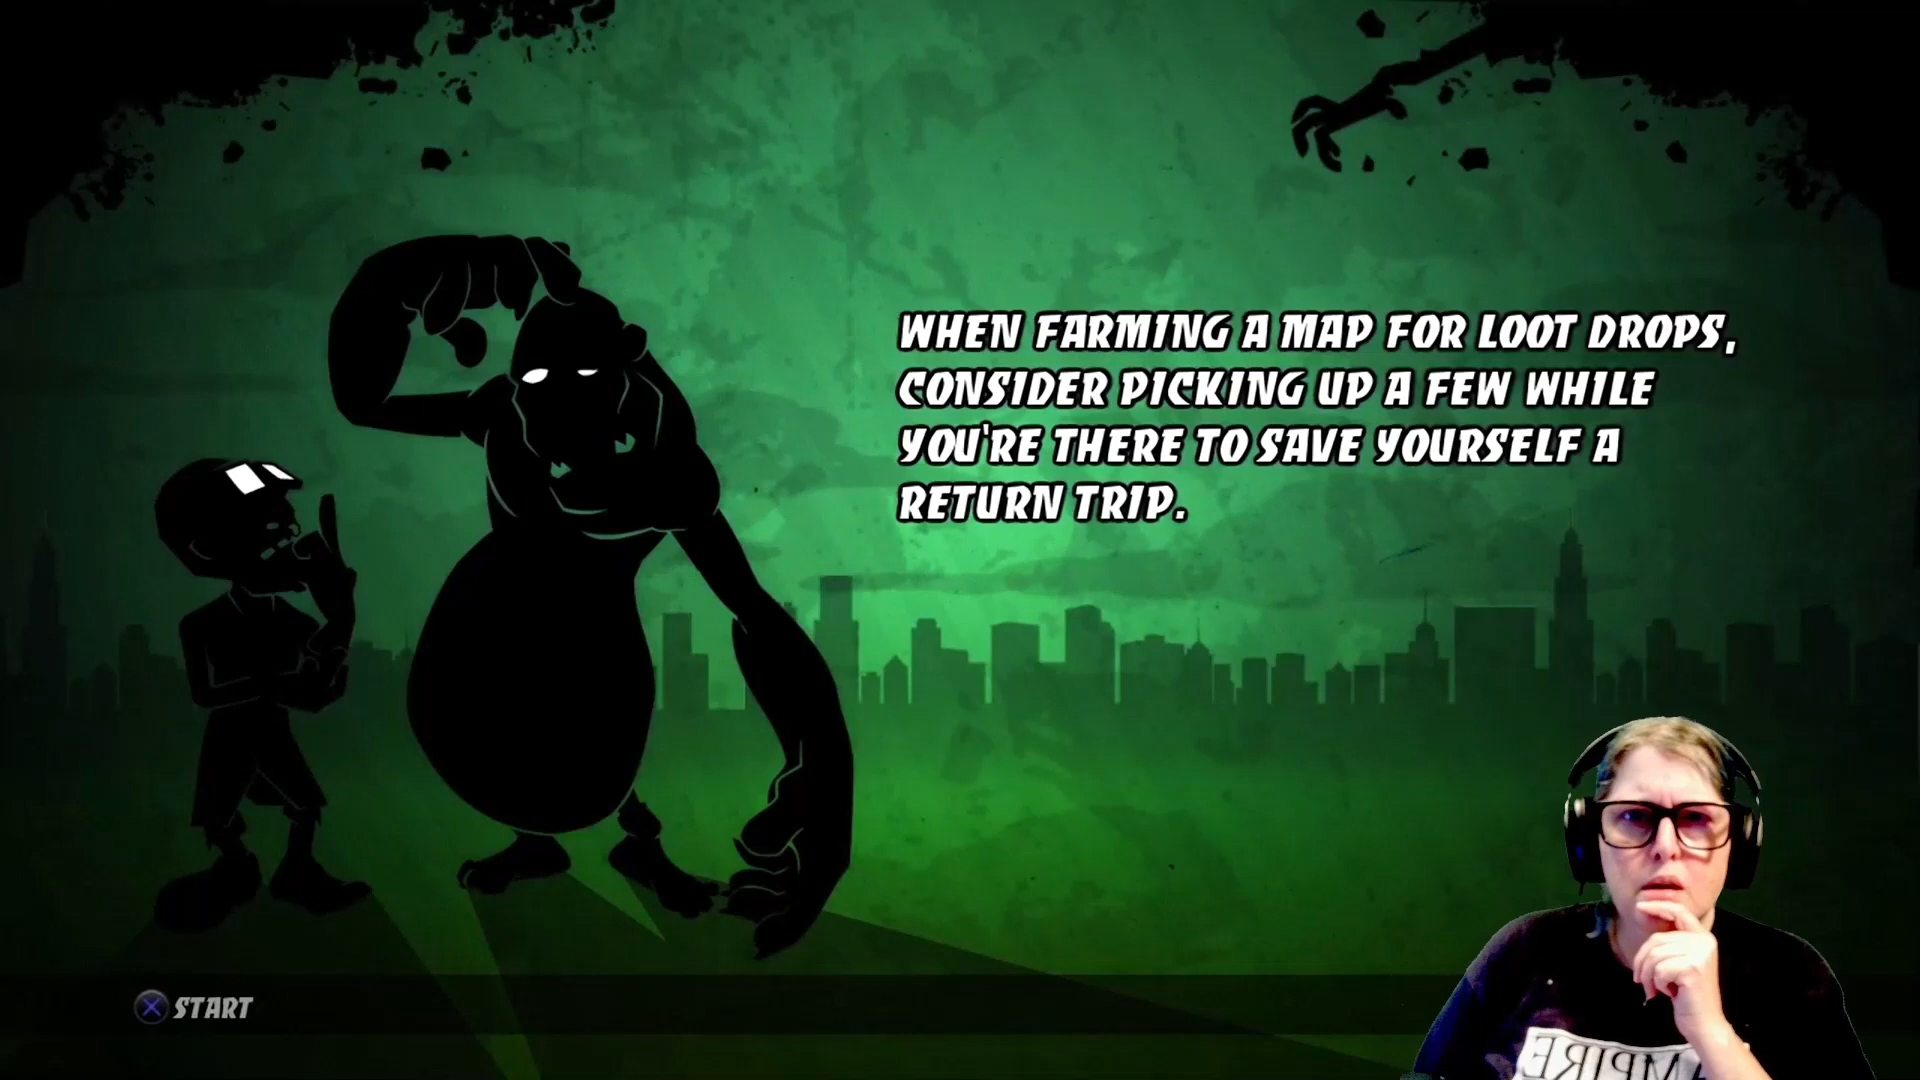 WHEN FARMING A MAP FOR LOOT DROPS,
CONSIDER PICKING UP A FEW WHILE
YOU'RE THERE TO SAVE YOURSELF A
RETURN TRIP.
START